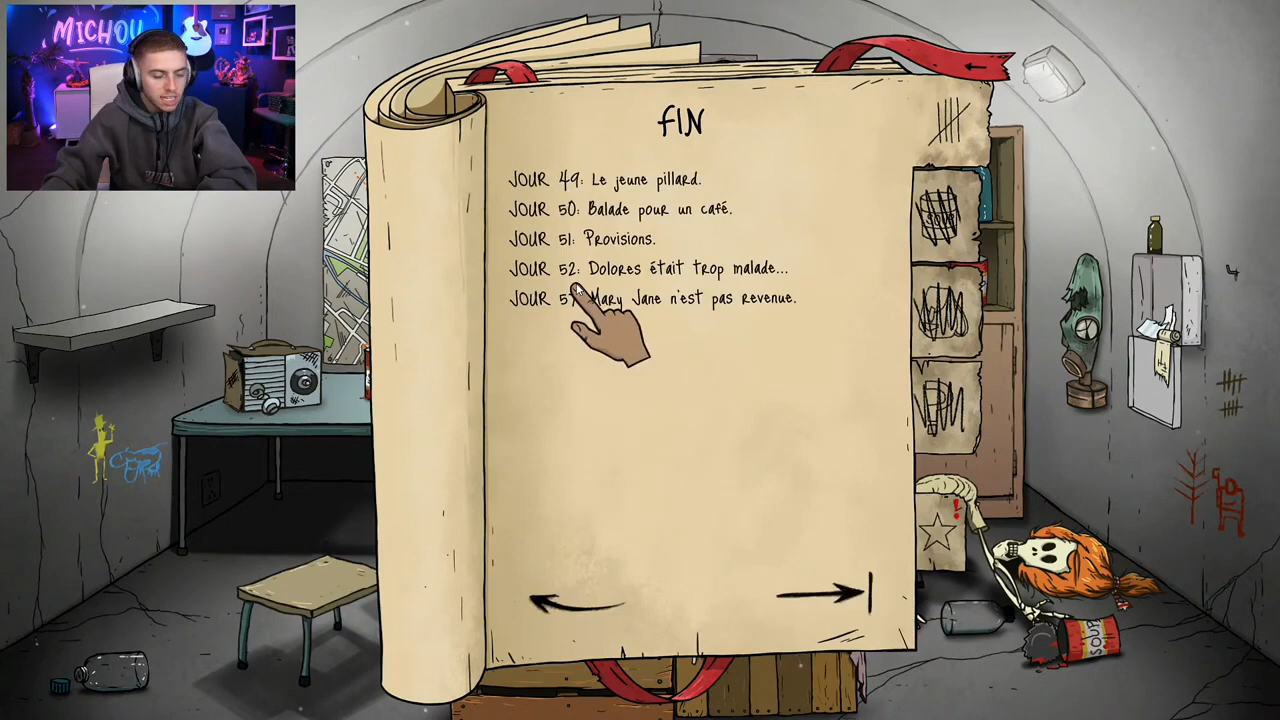 MICHOU
FIN
JOUR 49: Le jeune pillard.
JOUR 50: Balade pour un café.
JOUR 51: Provisions.
JOUR 52: Dolores était trop malade...
JOUR 5 Mary Jane n'est pas revenue.
SOUP